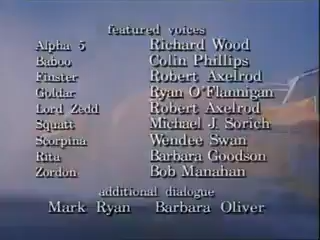 featured voices
Alpha 5 Richard Wood
Baboo Colin Phillips
Finster Robert Axelrod
Goldar Ryan O'Flannigan
Lord Zedd Robert Axelrod
Squatt Michael J. Sorich
Scorpina Wendee Swan
Rita Barbara Goodson
Zordon Bob Manahan
additional dialogue
Mark Ryan Barbara Oliver